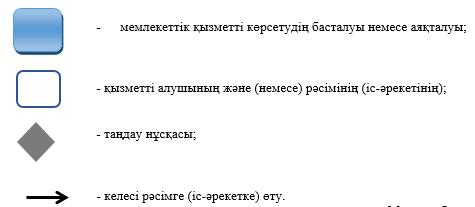 - мемлекеттік қызметті көрсетудің басталуы немесе аяқталуы;
- қызметті алушының және (немесе) рәсімінің (іс-әрекетінің);
- таңдау нұсқасы;
- келесі рәсімге (іс-әрекетке) өту.